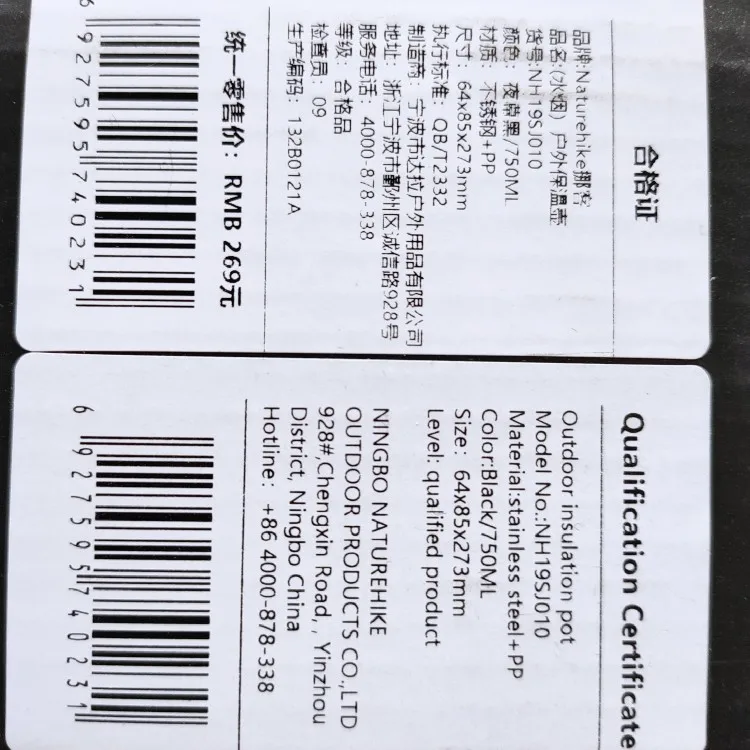 合格证
品牌:Naturehike挪客
品名:(水烟)户外保温壶
货号:NH19SJ010
颜色：夜幕黑/750ML
材质：不锈钢+PP
尺寸：64x85x273mm
执行标准：QB/T2332
制造商：宁波市达拉户外用品有限公司
地址：浙江宁波市鄞州区诚信路928号
服务电话：4000-878-338
等级：合格品
检查员：09
生产编码：132B0121A
统一零售价：RMB 269元
6 927595 740231
Qualification Certificate
Outdoor insulation pot
Model No.:NH19SJ010
Material:stainless steel+PP
Color:Black/750ML
Size：64x85x273mm
Level: qualified product
NINGBO NATUREHIKE
OUTDOOR PRODUCTS CO.,LTD
928#,Chengxin Road, , Yinzhou
District, Ningbo China
Hotline：+86 4000-878-338
6 927595 740231